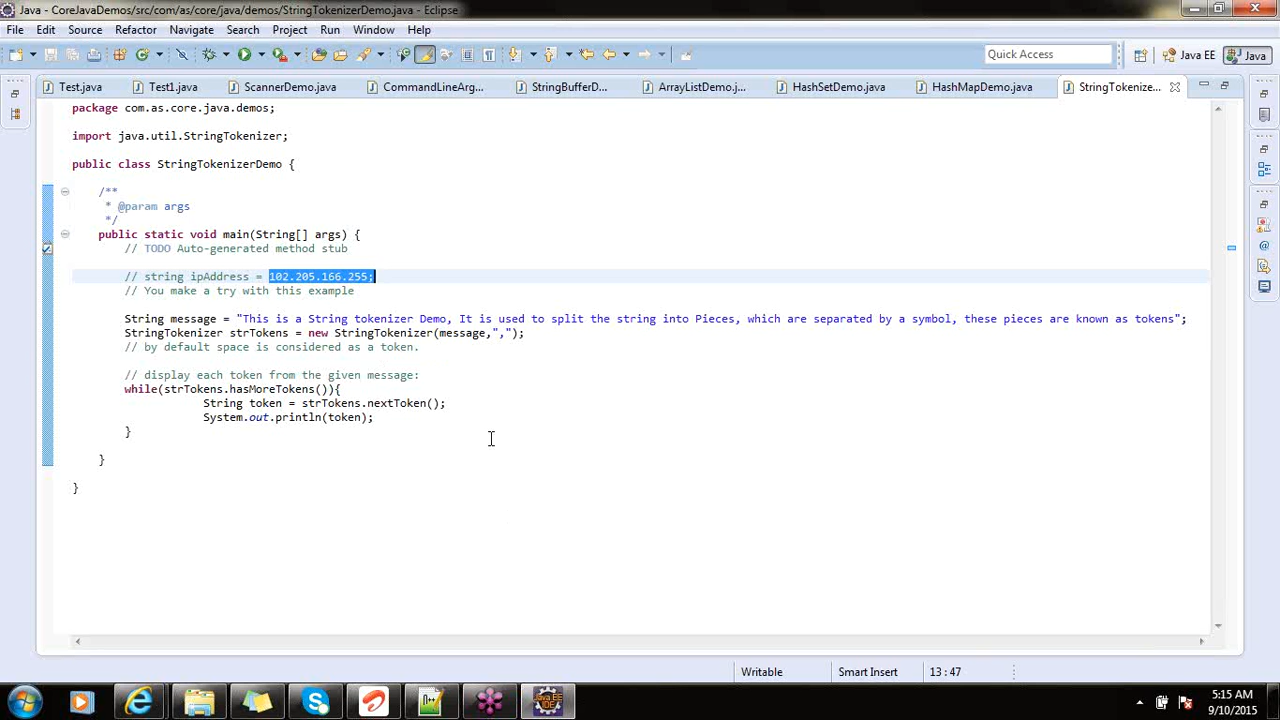 Java - CoreJavaDemos/src/com/as/core/java/demos/StringTokenizerDemo.java - Eclipse
File Edit Source Refactor Navigate Search Project Run Window Help
Quick Access Java EE Java
Test.java Test1.java ScannerDemo.java CommandLineArg... StringBufferD... ArrayListDemo.j... HashSetDemo.java HashMapDemo.java StringTokenize...
package com.as.core.java.demos;
import java.util.StringTokenizer;
public class StringTokenizerDemo {
/**
* @param args
*/
public static void main(String[] args) {
// TODO Auto-generated method stub
// string ipAddress = 102.205.166.255;
// You make a try with this example
String message = "This is a String tokenizer Demo, It is used to split the string into Pieces, which are separated by a symbol, these pieces are known as tokens";
StringTokenizer strTokens = new StringTokenizer(message,",");
// by default space is considered as a token.
// display each token from the given message:
while(strTokens.hasMoreTokens()){
String token = strTokens.nextToken();
System.out.println(token);
}
}
}
Writable Smart Insert 13 : 47
5:15 AM
9/10/2015